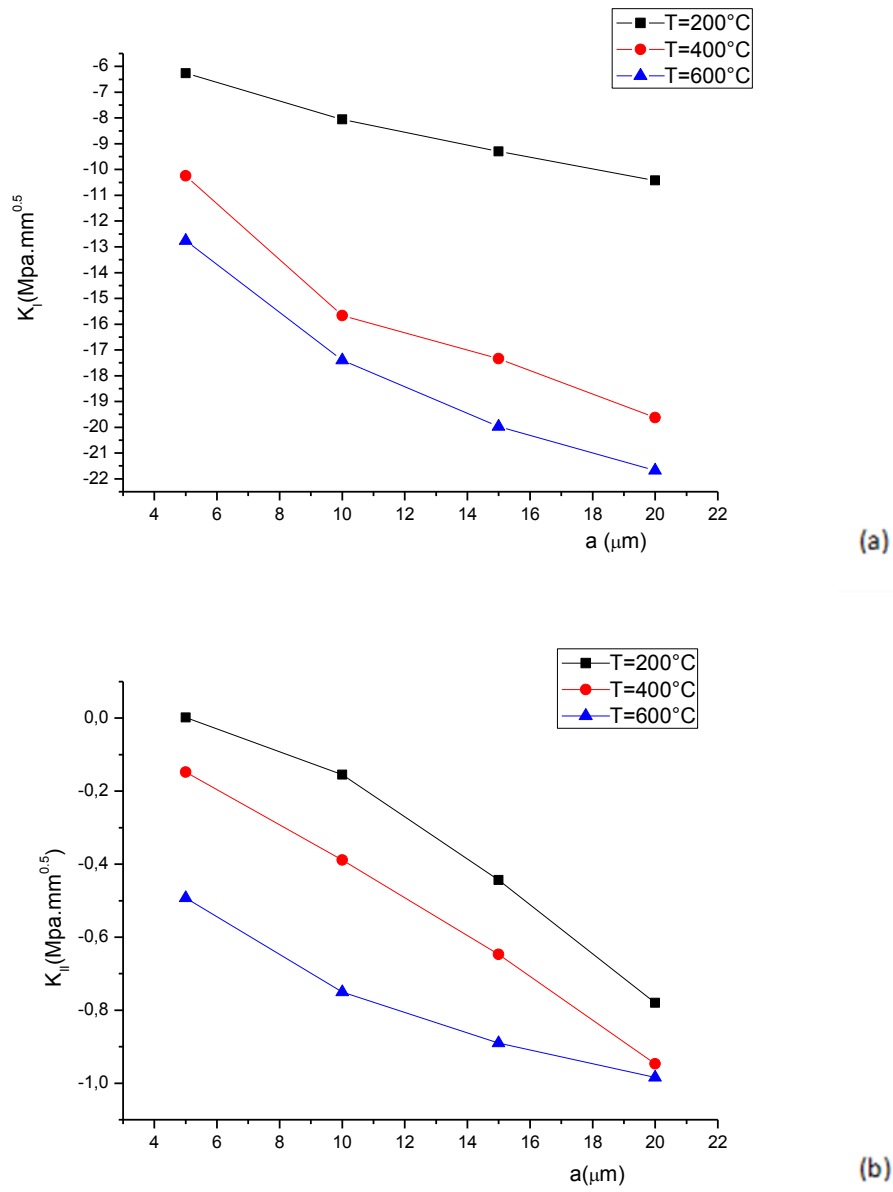 T=200°C
T=400°C
T=600°C
-6
-7
-8
-9
-10
-11
-12
-13
-14
-15
-16
-17
-18
-19
-20
-21
-22
K_I(Mpa.mm^0.5)
4 6 8 10 12 14 16 18 20 22
a (μm)
(a)
T=200°C
T=400°C
T=600°C
0,0
-0,2
-0,4
-0,6
-0,8
-1,0
K_II(Mpa.mm^0.5)
4 6 8 10 12 14 16 18 20 22
a(μm)
(b)